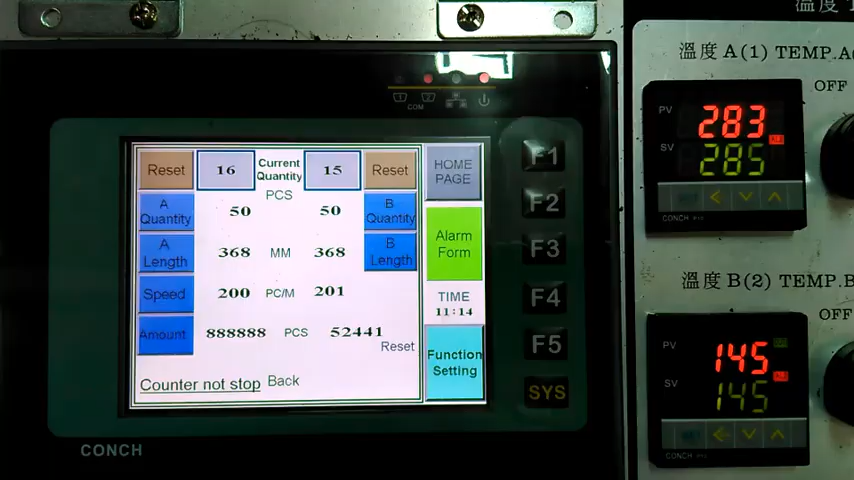 溫度
溫度 A(1) TEMP.A(
OFF
COM
PV 283
AL1
SV 285
CONCH
Reset 16 Current Quantity 15 Reset
HOME PAGE
PCS
A Quantity 50 50 B Quantity
Alarm Form
A Length 368 MM 368 B Length
Speed 200 PC/M 201
TIME
11:14
Amount 888888 PCS 52441
Reset
Function Setting
Counter not stop Back
F1
F2
F3
F4
F5
SYS
CONCH
溫度 B(2) TEMP.B
OFF
PV 145
SV 145
CONCH